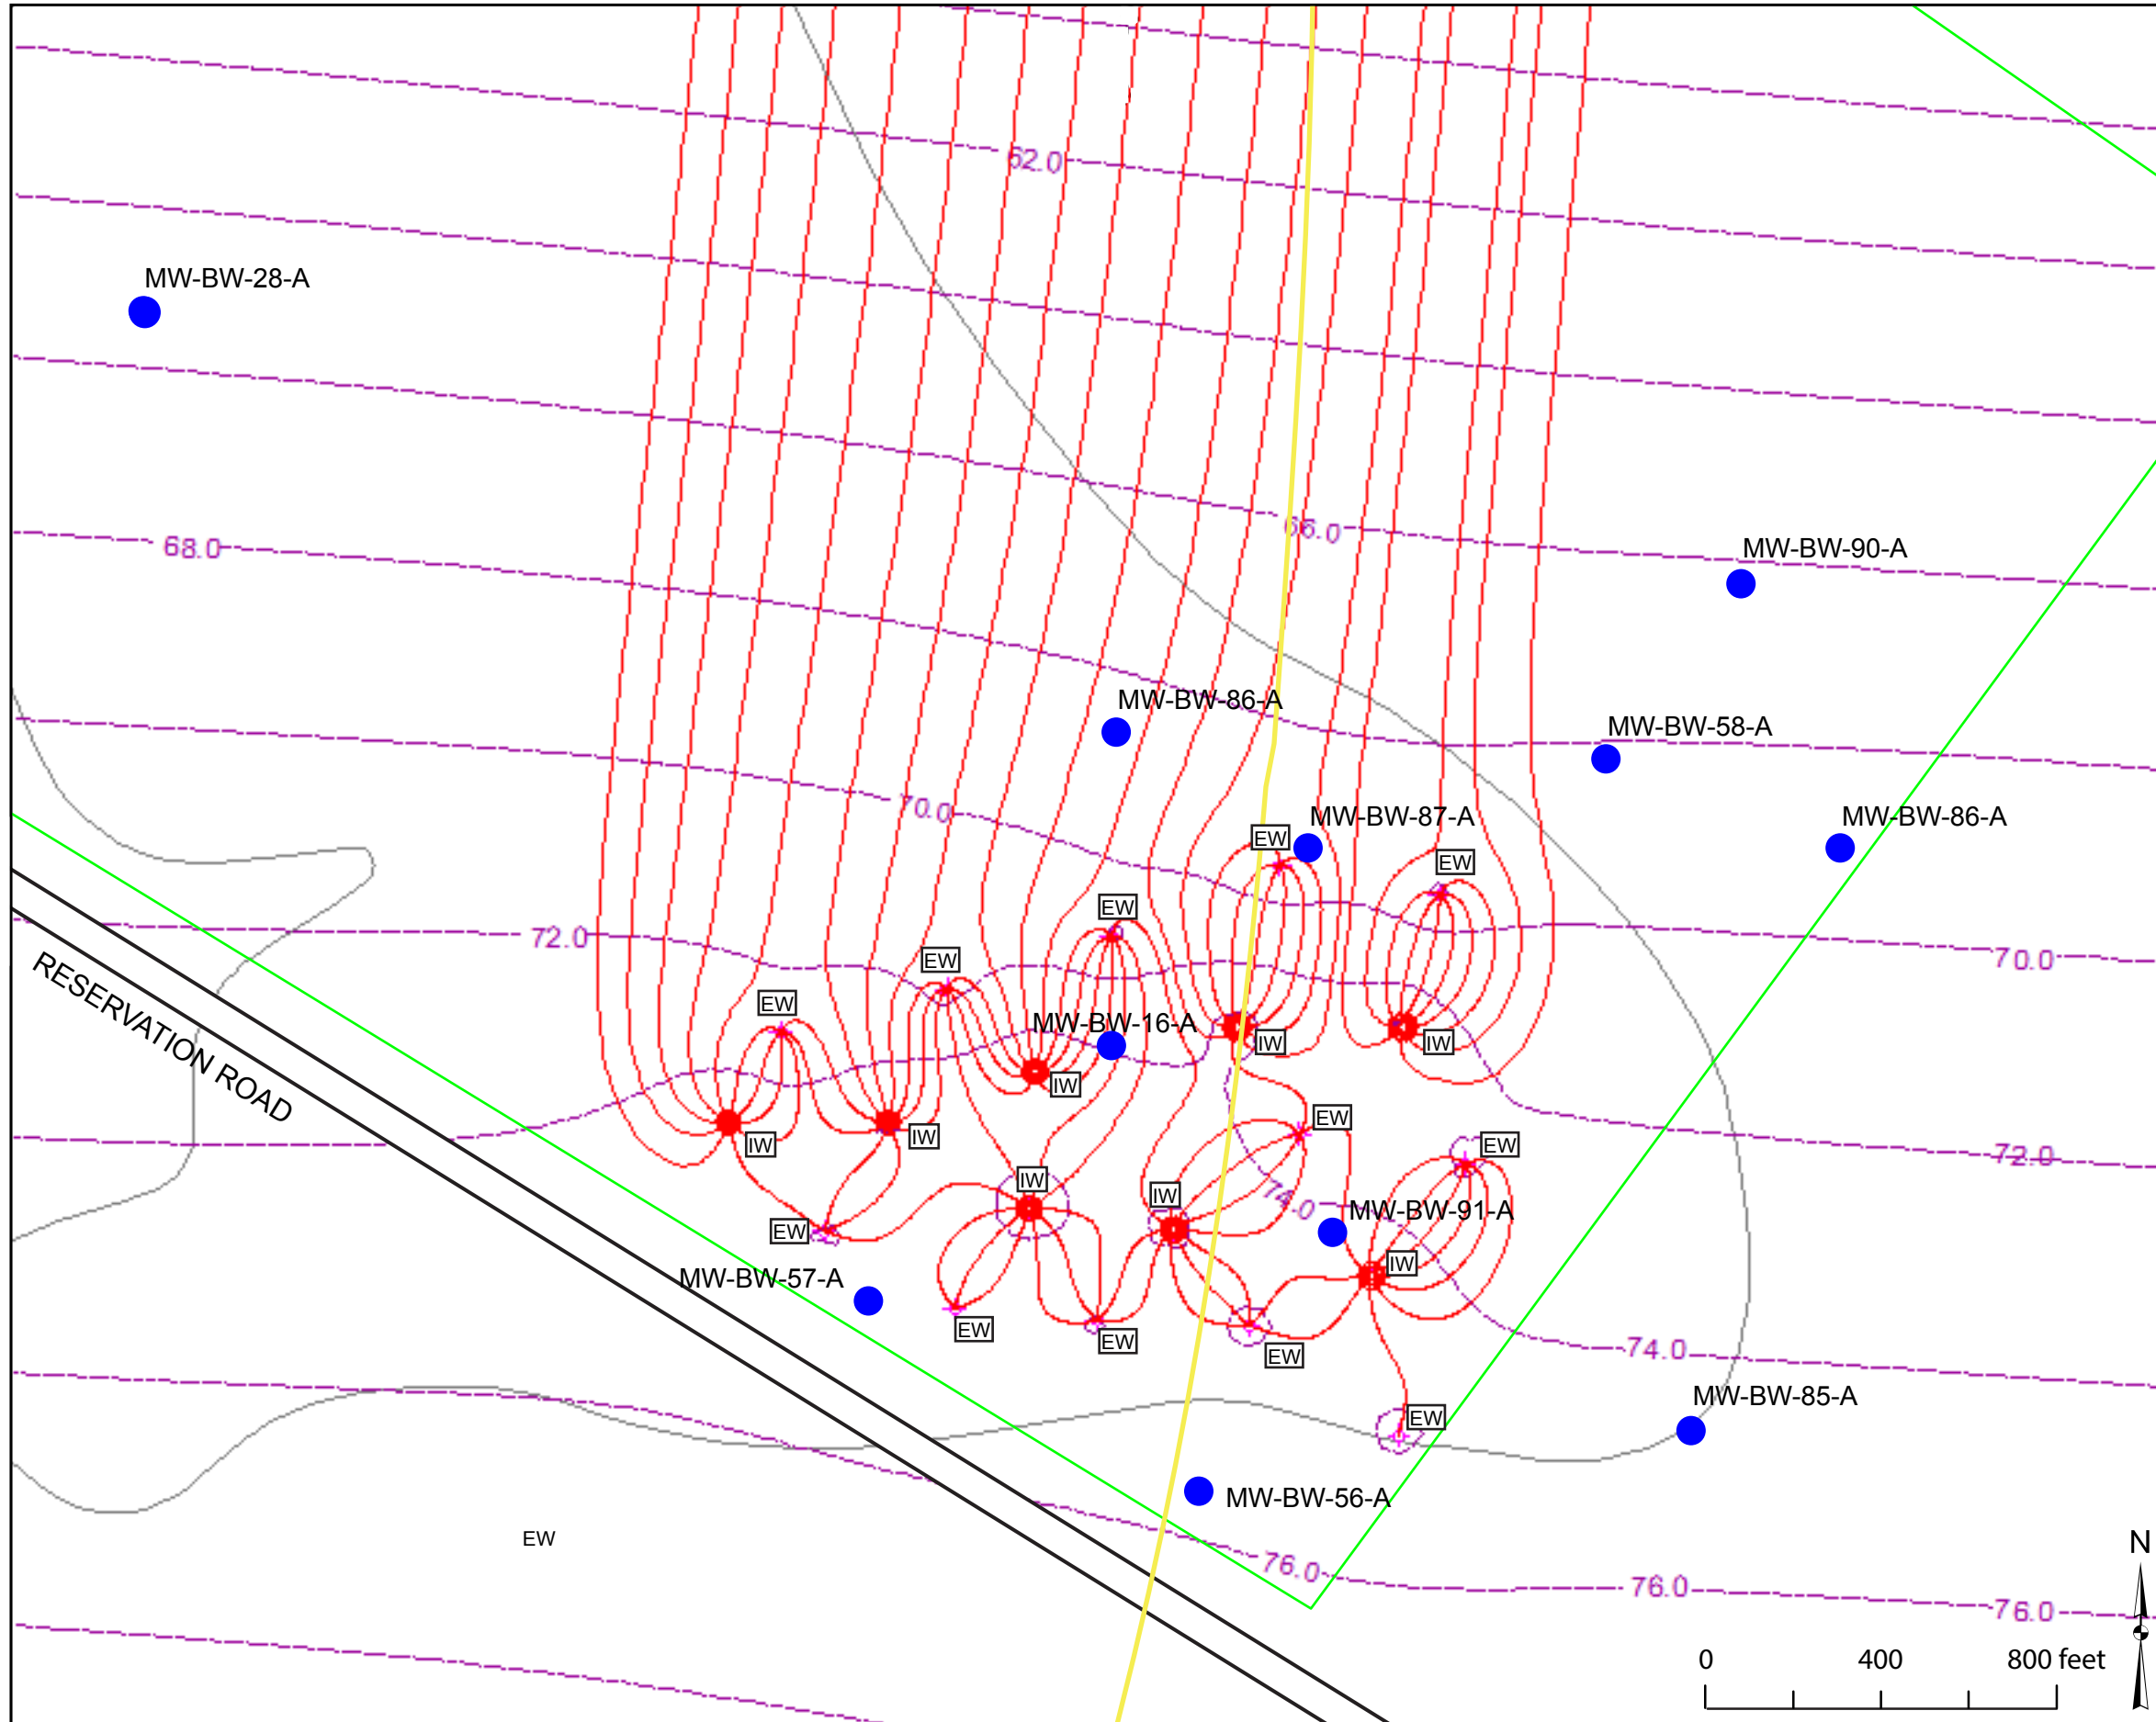 62.0
MW-BW-28-A
66.0
68.0
MW-BW-90-A
MW-BW-86-A
MW-BW-58-A
70.0
MW-BW-87-A
MW-BW-86-A
EW
EW
EW
72.0
70.0
EW
RESERVATION ROAD
EW
MW-BW-16-A
IW
IW
IW
EW
IW
IW
EW
72.0
IW
IW
74.0
MW-BW-91-A
EW
IW
MW-BW-57-A
EW
EW
EW
74.0
MW-BW-85-A
EW
MW-BW-56-A
EW
76.0
76.0
76.0
N
0 400 800 feet